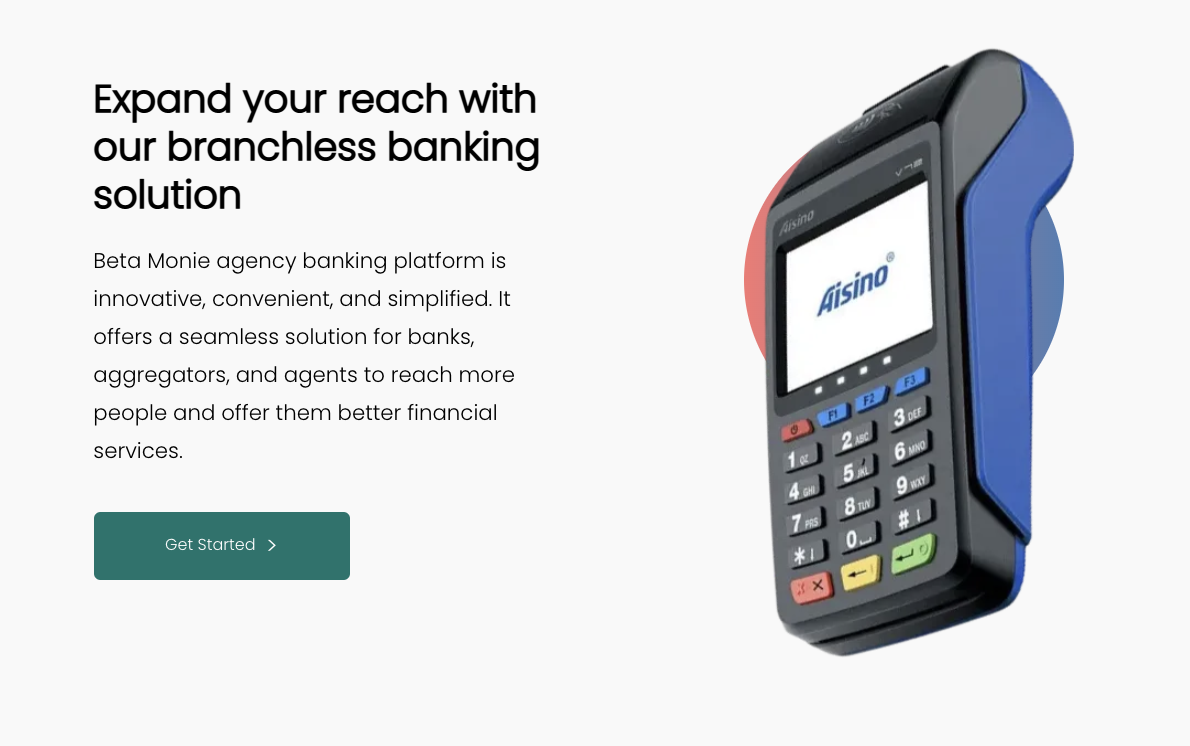 Expand your reach with
our branchless banking
solution
Beta Monie agency banking platform is
innovative, convenient, and simplified. It
offers a seamless solution for banks,
aggregators, and agents to reach more
people and offer them better financial
services.
Get Started
Aisino
Aisino®
F1 F2 F3
1 QZ 2 ABC 3 DEF
4 GHI 5 JKL 6 MNO
7 PRS 8 TUV 9 WXY
* 0 #